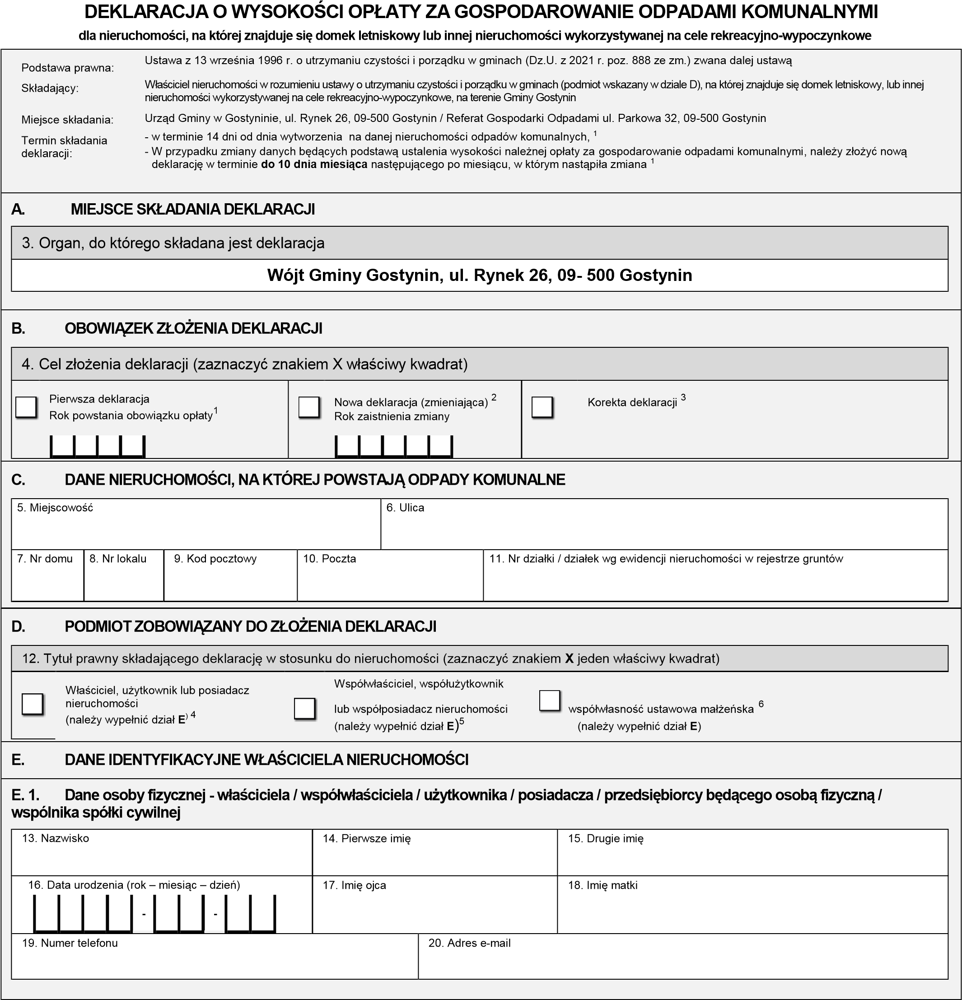 DEKLARACJA O WYSOKOŚCI OPŁATY ZA GOSPODAROWANIE ODPADAMI KOMUNALNYMI
dla nieruchomości, na której znajduje się domek letniskowy lub innej nieruchomości wykorzystywanej na cele rekreacyjno-wypoczynkowe
Podstawa prawna: Ustawa z 13 września 1996 r. o utrzymaniu czystości i porządku w gminach (Dz.U. z 2021 r. poz. 888 ze zm.) zwana dalej ustawą
Składający: Właściciel nieruchomości w rozumieniu ustawy o utrzymaniu czystości i porządku w gminach (podmiot wskazany w dziale D), na której znajduje się domek letniskowy, lub innej
nieruchomości wykorzystywanej na cele rekreacyjno-wypoczynkowe, na terenie Gminy Gostynin
Miejsce składania: Urząd Gminy w Gostyninie, ul. Rynek 26, 09-500 Gostynin / Referat Gospodarki Odpadami ul. Parkowa 32, 09-500 Gostynin
Termin składania
deklaracji:
- w terminie 14 dni od dnia wytworzenia na danej nieruchomości odpadów komunalnych, 1
- W przypadku zmiany danych będących podstawą ustalenia wysokości należnej opłaty za gospodarowanie odpadami komunalnymi, należy złożyć nową
deklarację w terminie do 10 dnia miesiąca następującego po miesiącu, w którym nastąpiła zmiana 1
A. MIEJSCE SKŁADANIA DEKLARACJI
3. Organ, do którego składana jest deklaracja
Wójt Gminy Gostynin, ul. Rynek 26, 09- 500 Gostynin
B. OBOWIĄZEK ZŁOŻENIA DEKLARACJI
4. Cel złożenia deklaracji (zaznaczyć znakiem X właściwy kwadrat)
Pierwsza deklaracja
Rok powstania obowiązku opłaty 1
Nowa deklaracja (zmieniająca) 2
Rok zaistnienia zmiany
Korekta deklaracji 3
C. DANE NIERUCHOMOŚCI, NA KTÓREJ POWSTAJĄ ODPADY KOMUNALNE
5. Miejscowość
6. Ulica
7. Nr domu
8. Nr lokalu
9. Kod pocztowy
10. Poczta
11. Nr działki / działek wg ewidencji nieruchomości w rejestrze gruntów
D. PODMIOT ZOBOWIĄZANY DO ZŁOŻENIA DEKLARACJI
12. Tytuł prawny składającego deklarację w stosunku do nieruchomości (zaznaczyć znakiem X jeden właściwy kwadrat)
Właściciel, użytkownik lub posiadacz
nieruchomości
(należy wypełnić dział E) 4
Współwłaściciel, współużytkownik
lub współposiadacz nieruchomości
(należy wypełnić dział E)5
współwłasność ustawowa małżeńska 6
(należy wypełnić dział E)
E. DANE IDENTYFIKACYJNE WŁAŚCICIELA NIERUCHOMOŚCI
E. 1. Dane osoby fizycznej - właściciela / współwłaściciela / użytkownika / posiadacza / przedsiębiorcy będącego osobą fizyczną /
wspólnika spółki cywilnej
13. Nazwisko
14. Pierwsze imię
15. Drugie imię
16. Data urodzenia (rok – miesiąc – dzień)
- -
17. Imię ojca
18. Imię matki
19. Numer telefonu
20. Adres e-mail